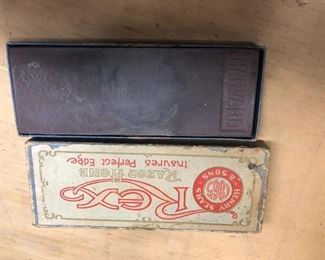 HENRY SEARS
& SONS
Rex
RAZOR HONE
Insures Perfect Edge